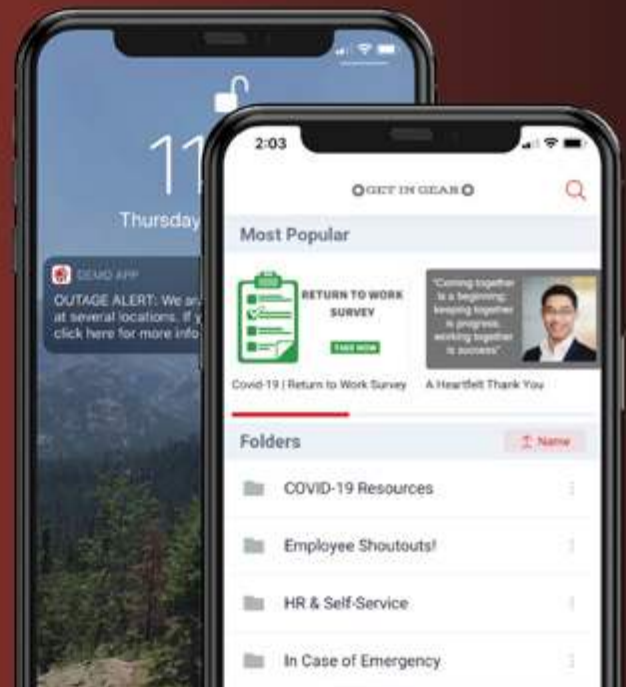 11
Thursday
DEMO APP
OUTAGE ALERT: We
at several locations. If
click here for more info
2:03
GET IN GEAR
Most Popular
RETURN TO WORK
SURVEY
TAKE NOW
"Coming together
is a beginning;
keeping together
is progress;
working together
is success"
Covid-19 | Return to Work Survey
A Heartfelt Thank You
Folders
Name
COVID-19 Resources
Employee Shoutouts!
HR & Self-Service
In Case of Emergency